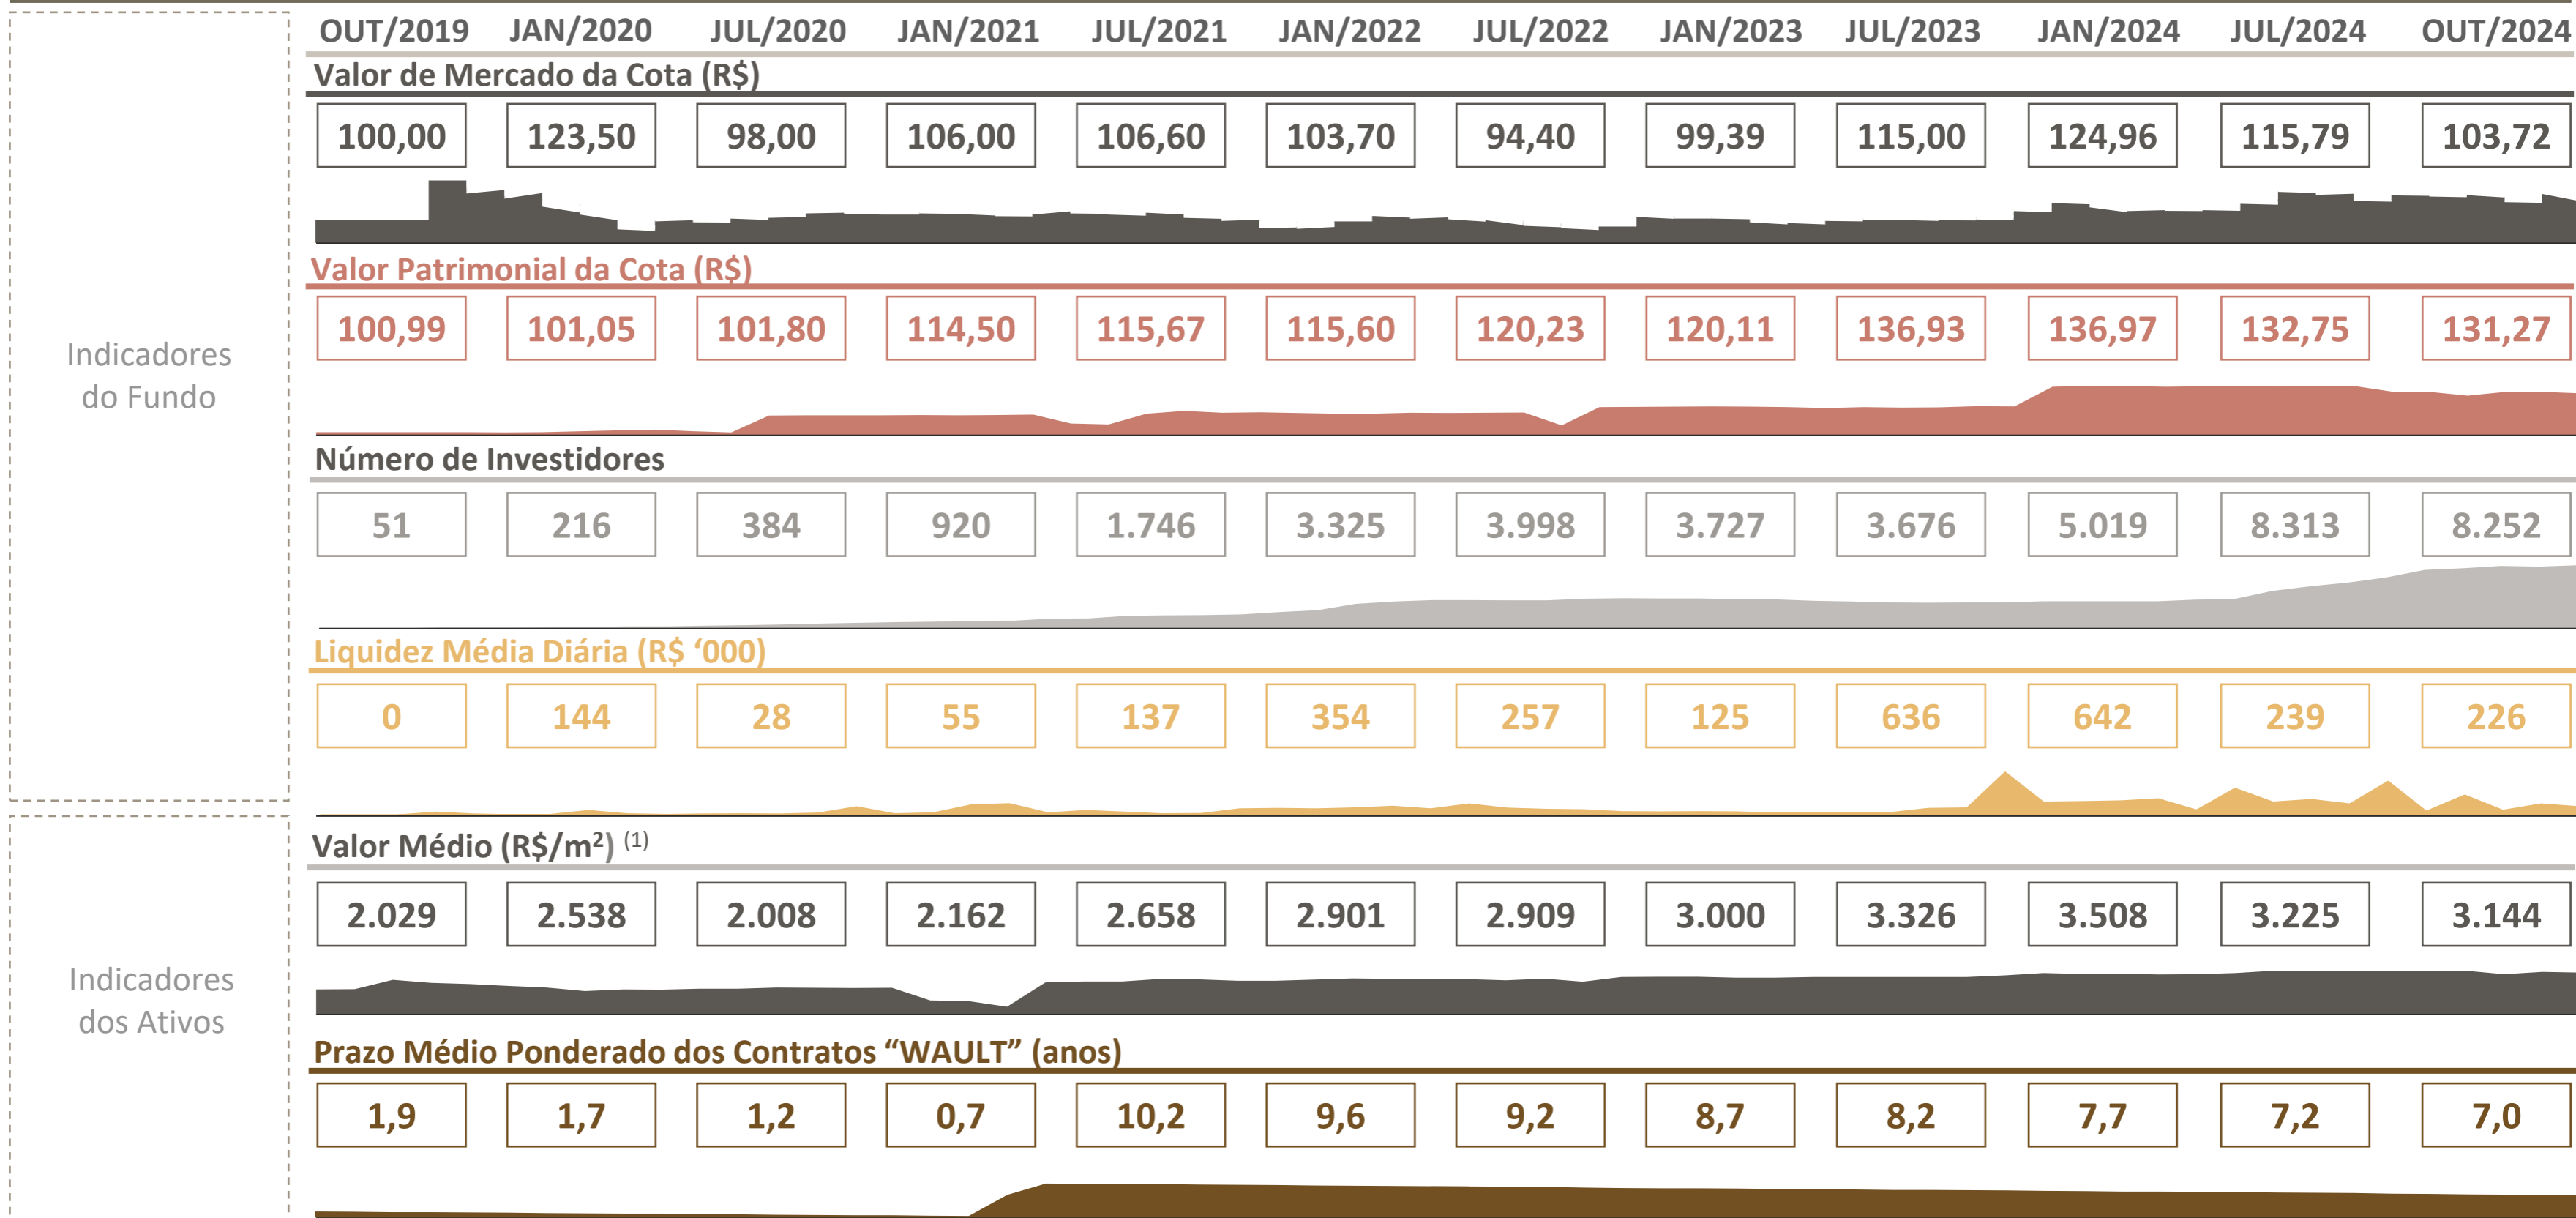 OUT/2019 JAN/2020 JUL/2020 JAN/2021 JUL/2021 JAN/2022 JUL/2022 JAN/2023 JUL/2023 JAN/2024 JUL/2024 OUT/2024
Indicadores
do Fundo
Valor de Mercado da Cota (R$)
100,00 123,50 98,00 106,00 106,60 103,70 94,40 99,39 115,00 124,96 115,79 103,72
Valor Patrimonial da Cota (R$)
100,99 101,05 101,80 114,50 115,67 115,60 120,23 120,11 136,93 136,97 132,75 131,27
Número de Investidores
51 216 384 920 1.746 3.325 3.998 3.727 3.676 5.019 8.313 8.252
Liquidez Média Diária (R$ ‘000)
0 144 28 55 137 354 257 125 636 642 239 226
Indicadores
dos Ativos
Valor Médio (R$/m²) (1)
2.029 2.538 2.008 2.162 2.658 2.901 2.909 3.000 3.326 3.508 3.225 3.144
Prazo Médio Ponderado dos Contratos “WAULT” (anos)
1,9 1,7 1,2 0,7 10,2 9,6 9,2 8,7 8,2 7,7 7,2 7,0